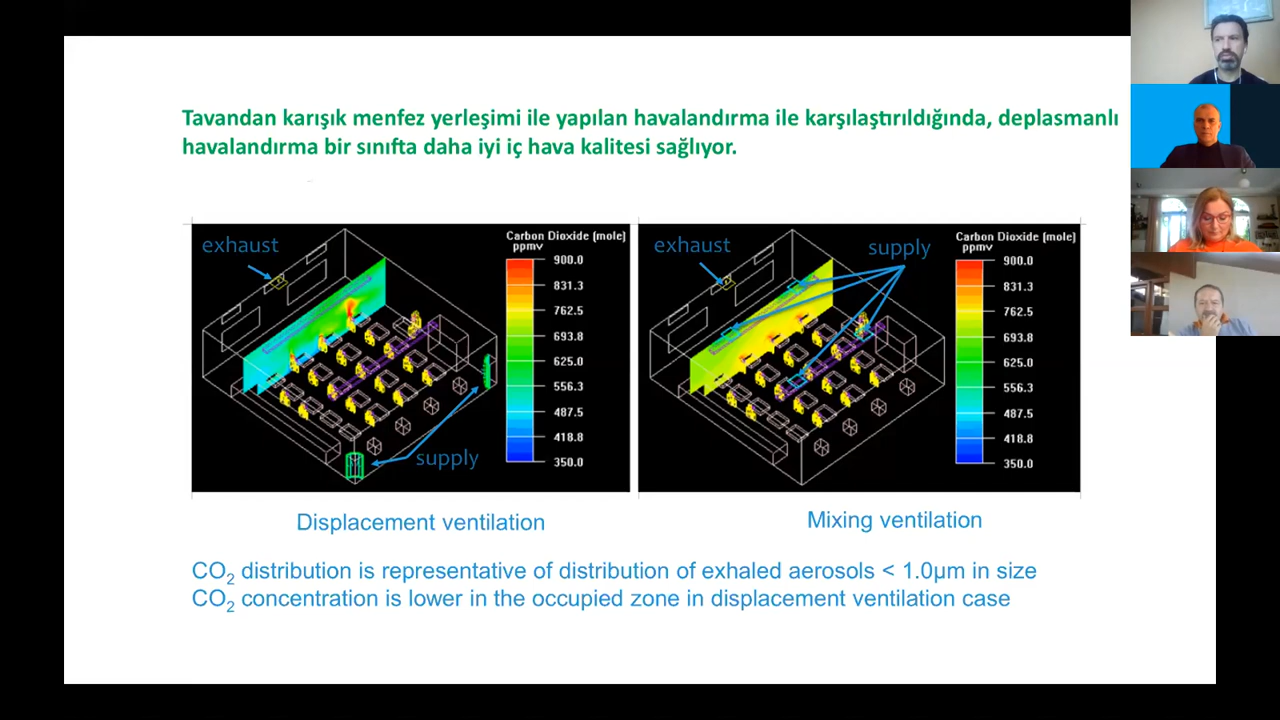 Tavandan karışık menfez yerleşimi ile yapılan havalandırma ile karşılaştırıldığında, deplasmanlı
havalandırma bir sınıfta daha iyi iç hava kalitesi sağlıyor.
exhaust
Carbon Dioxide (mole)
ppmv
900.0
831.3
762.5
693.8
625.0
556.3
487.5
418.8
350.0
supply
exhaust
supply
Carbon Dioxide (mole)
ppmv
900.0
831.3
762.5
693.8
625.0
556.3
487.5
418.8
350.0
Displacement ventilation
Mixing ventilation
CO2 distribution is representative of distribution of exhaled aerosols < 1.0µm in size
CO2 concentration is lower in the occupied zone in displacement ventilation case